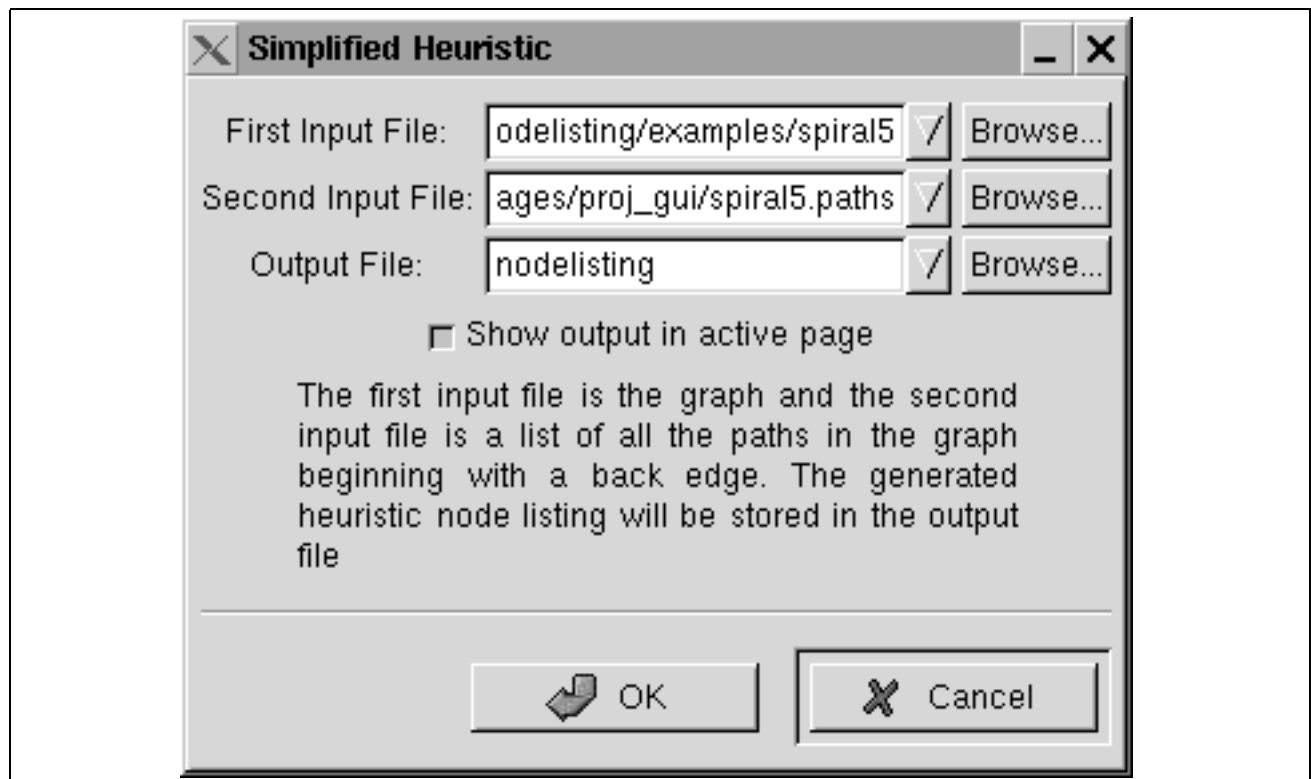 Simplified Heuristic
First Input File: odelisting/examples/spiral5 Browse...
Second Input File: ages/proj_gui/spiral5.paths Browse...
Output File: nodelisting Browse...
Show output in active page
The first input file is the graph and the second
input file is a list of all the paths in the graph
beginning with a back edge. The generated
heuristic node listing will be stored in the output
file
OK Cancel